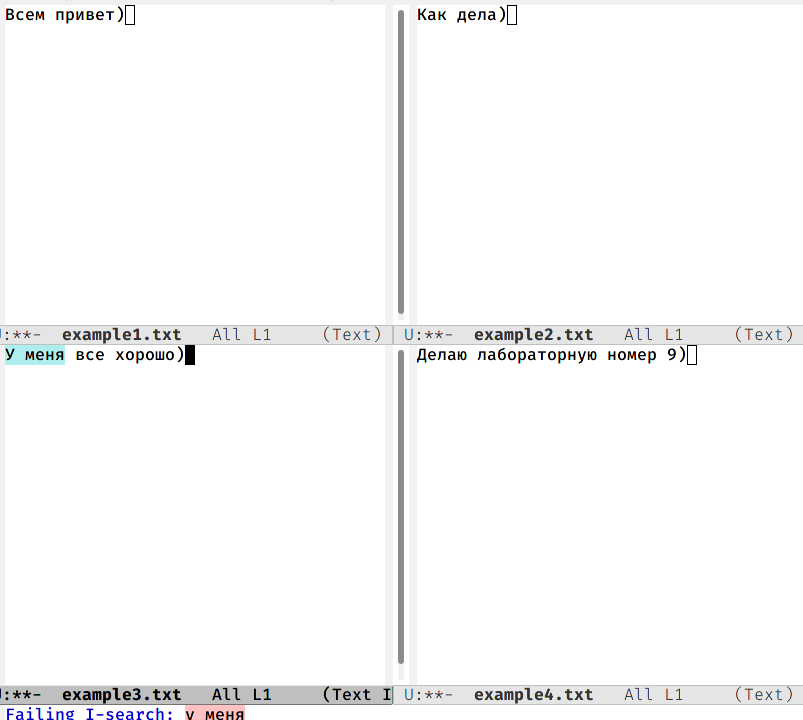 Всем привет)
Как дела)
U:**-  example1.txt   All L1     (Text)
U:**-  example2.txt   All L1     (Text)
У меня все хорошо)
Делаю лабораторную номер 9)
U:**-  example3.txt   All L1     (Text I
U:**-  example4.txt   All L1     (Text)
Failing I-search: у меня